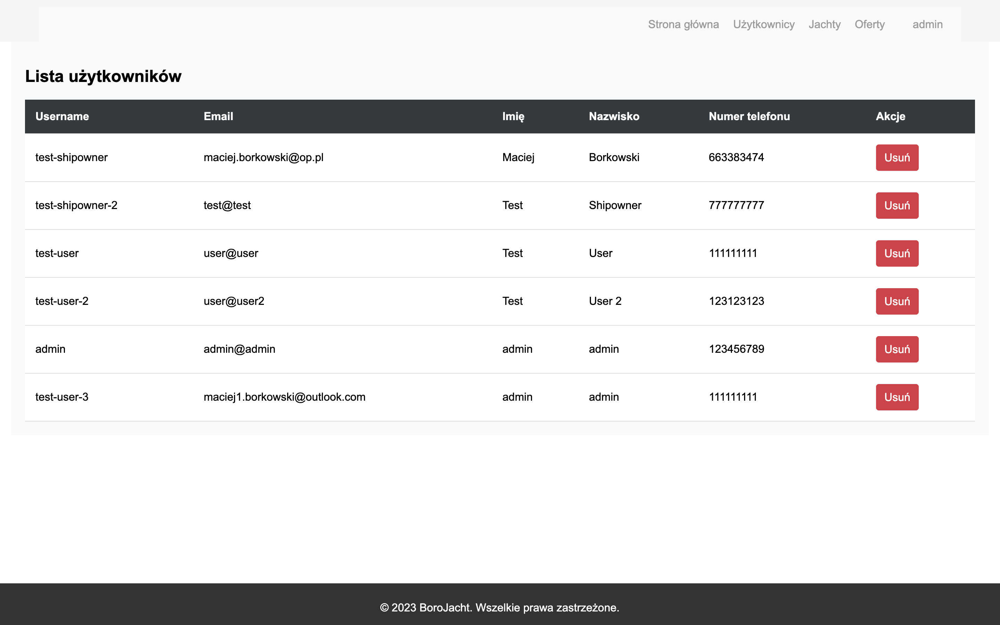 Strona główna Użytkownicy Jachty Oferty admin
Lista użytkowników
Username Email Imię Nazwisko Numer telefonu Akcje
test-shipowner maciej.borkowski@op.pl Maciej Borkowski 663383474 Usuń
test-shipowner-2 test@test Test Shipowner 777777777 Usuń
test-user user@user Test User 111111111 Usuń
test-user-2 user@user2 Test User 2 123123123 Usuń
admin admin@admin admin admin 123456789 Usuń
test-user-3 maciej1.borkowski@outlook.com admin admin 111111111 Usuń
© 2023 BoroJacht. Wszelkie prawa zastrzeżone.